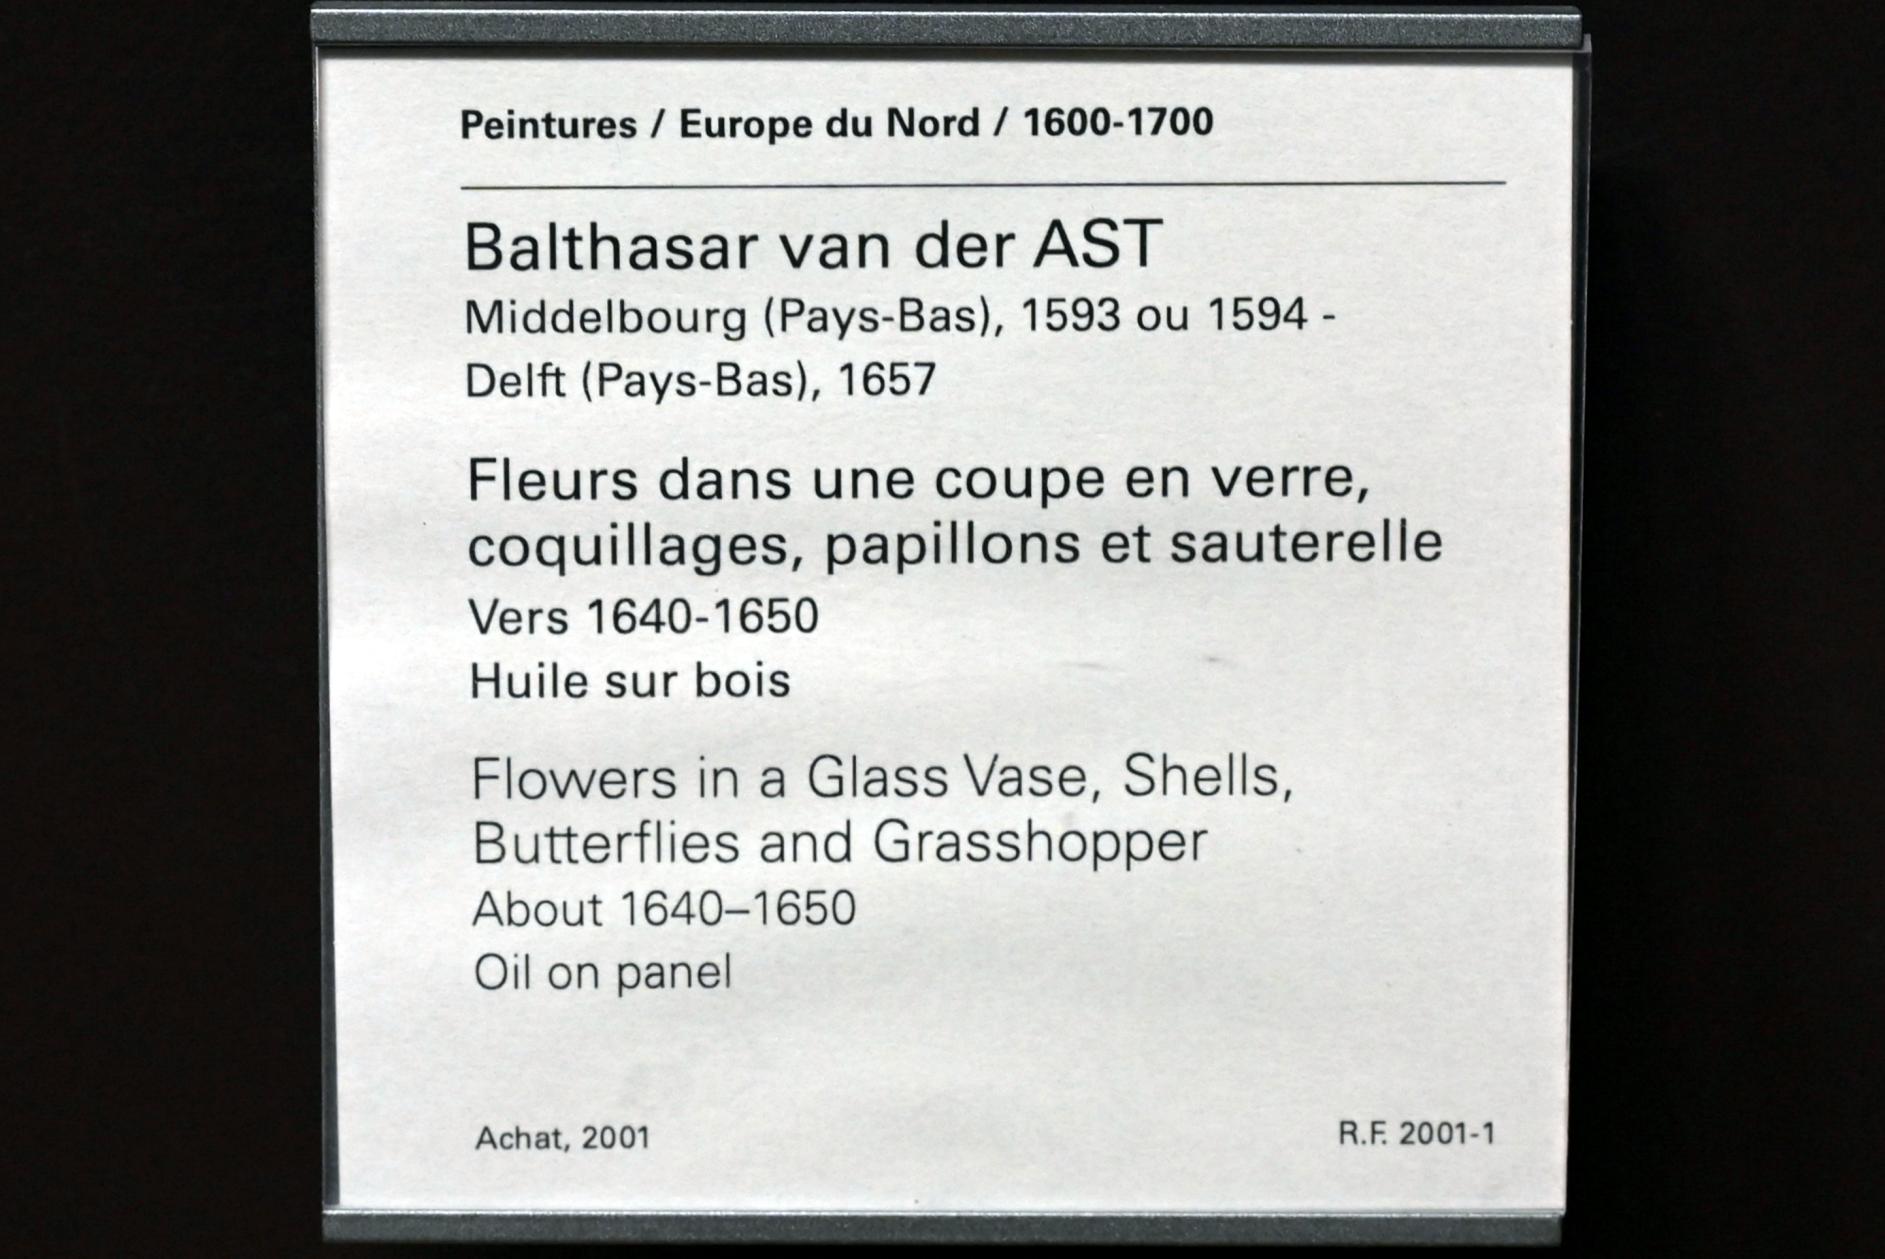 Peintures / Europe du Nord / 1600-1700
Balthasar van der AST
Middelbourg (Pays-Bas), 1593 ou 1594 -
Delft (Pays-Bas), 1657
Fleurs dans une coupe en verre,
coquillages, papillons et sauterelle
Vers 1640-1650
Huile sur bois
Flowers in a Glass Vase, Shells,
Butterflies and Grasshopper
About 1640–1650
Oil on panel
Achat, 2001
R.F. 2001-1